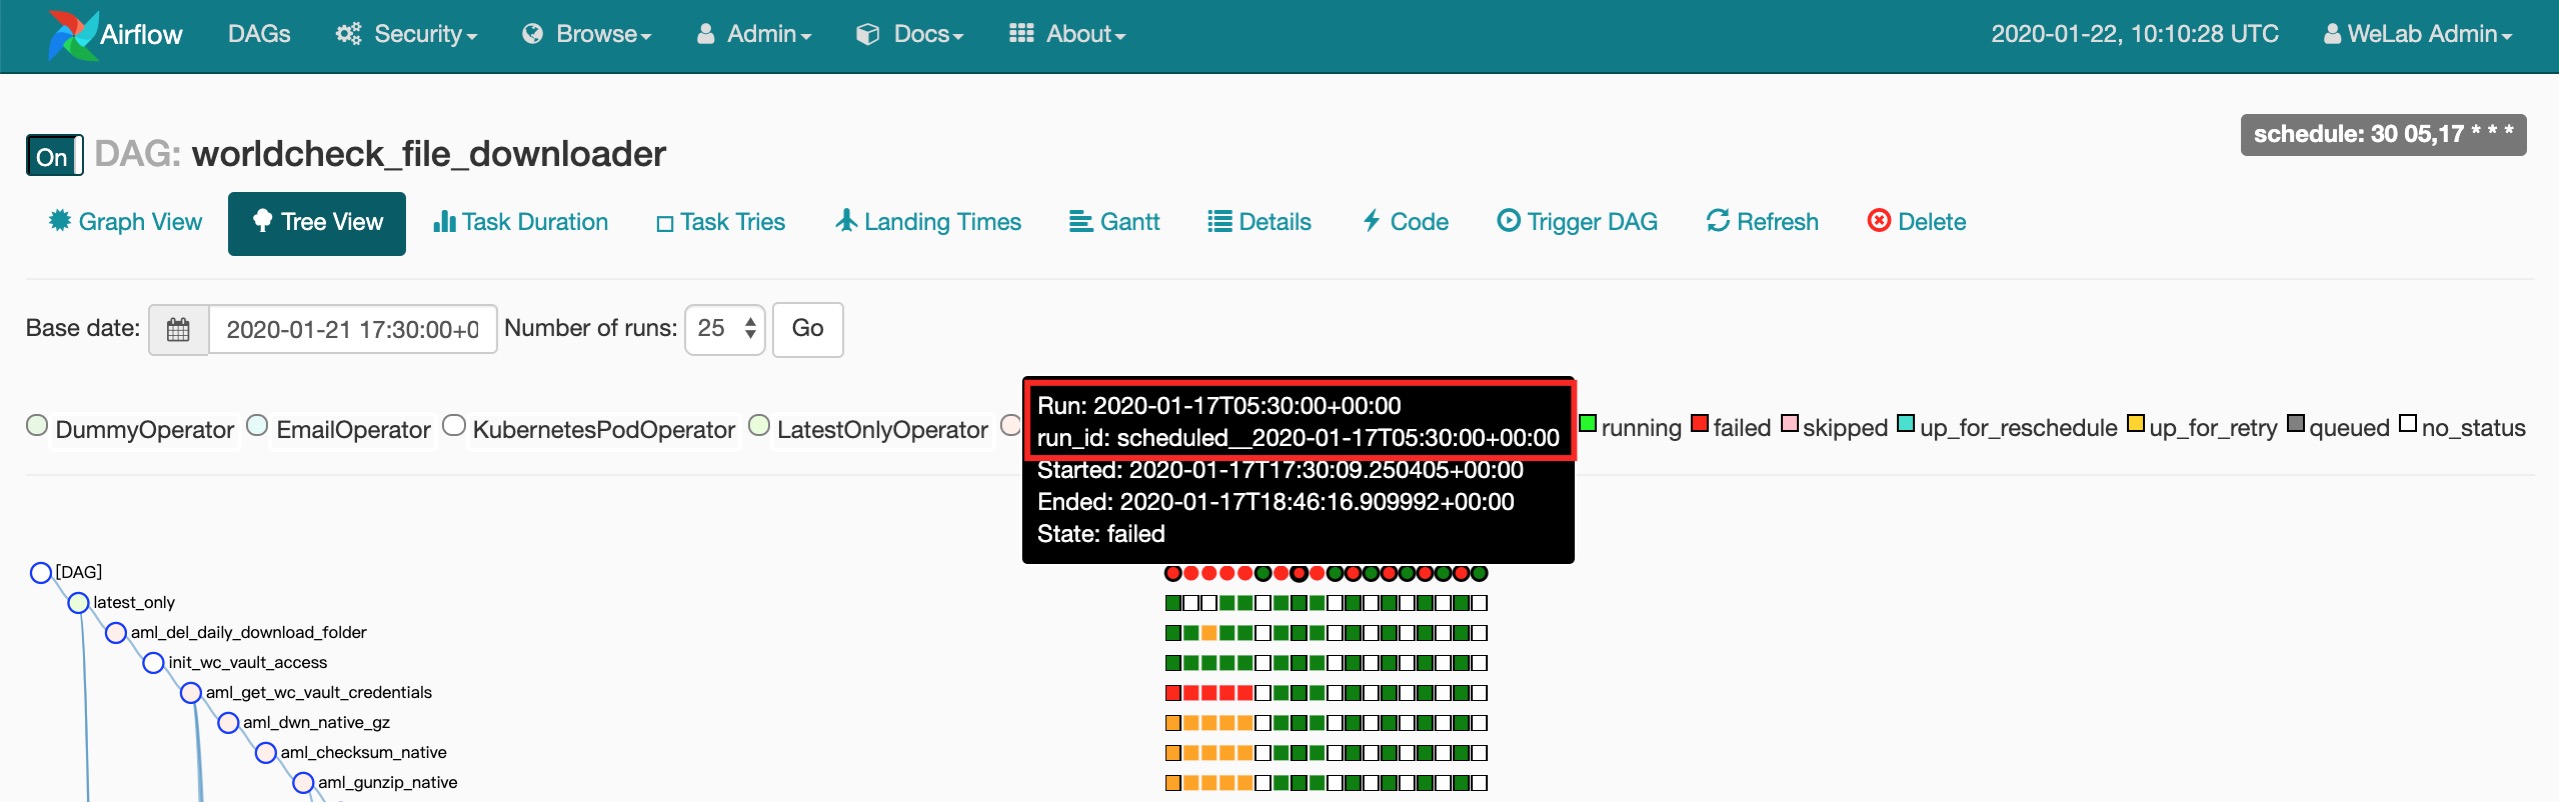 Airflow DAGs Security Browse Admin Docs About 2020-01-22, 10:10:28 UTC WeLab Admin
On DAG: worldcheck_file_downloader
schedule: 30 05,17 * * *
Graph View Tree View Task Duration Task Tries Landing Times Gantt Details Code Trigger DAG Refresh Delete
Base date: 2020-01-21 17:30:00+0 Number of runs: 25 Go
DummyOperator EmailOperator KubernetesPodOperator LatestOnlyOperator
running failed skipped up_for_reschedule up_for_retry queued no_status
Run: 2020-01-17T05:30:00+00:00
run_id: scheduled__2020-01-17T05:30:00+00:00
Started: 2020-01-17T17:30:09.250405+00:00
Ended: 2020-01-17T18:46:16.909992+00:00
State: failed
[DAG]
latest_only
aml_del_daily_download_folder
init_wc_vault_access
aml_get_wc_vault_credentials
aml_dwn_native_gz
aml_checksum_native
aml_gunzip_native